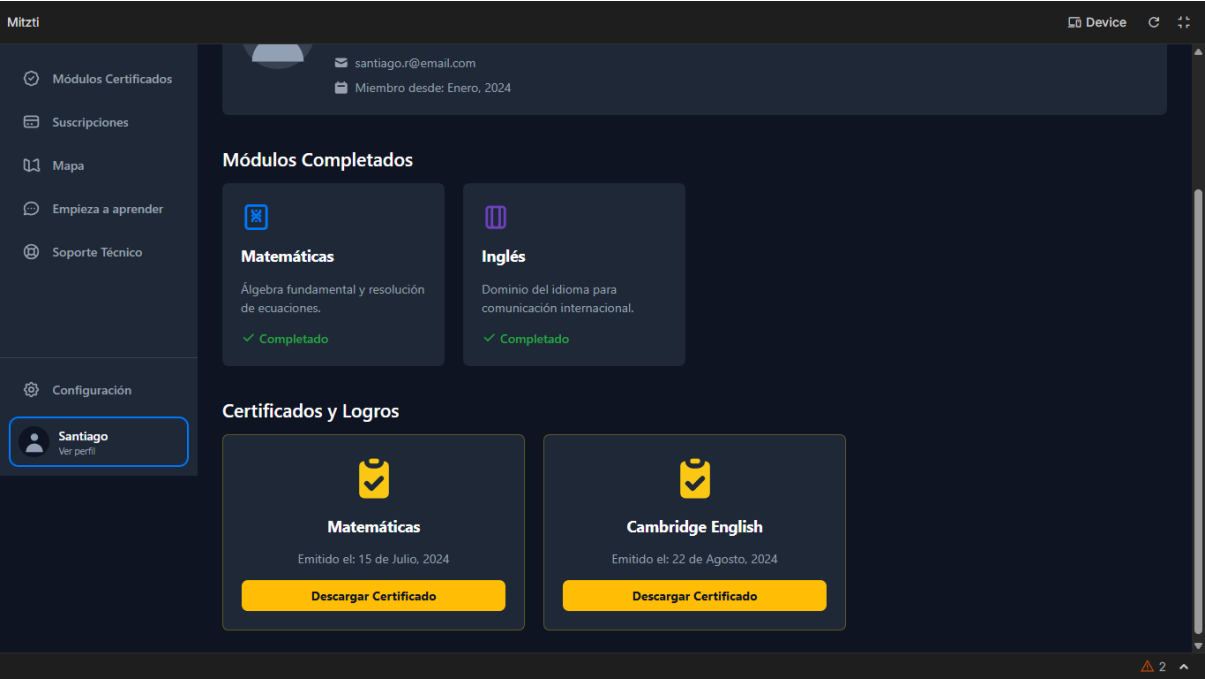 Mitzti
Device
santiago.r@email.com
Miembro desde: Enero, 2024
Módulos Certificados
Suscripciones
Mapa
Empieza a aprender
Soporte Técnico
Configuración
Santiago
Ver perfil
Módulos Completados
Matemáticas
Álgebra fundamental y resolución
de ecuaciones.
Completado
Inglés
Dominio del idioma para
comunicación internacional.
Completado
Certificados y Logros
Matemáticas
Emitido el: 15 de Julio, 2024
Descargar Certificado
Cambridge English
Emitido el: 22 de Agosto, 2024
Descargar Certificado
2